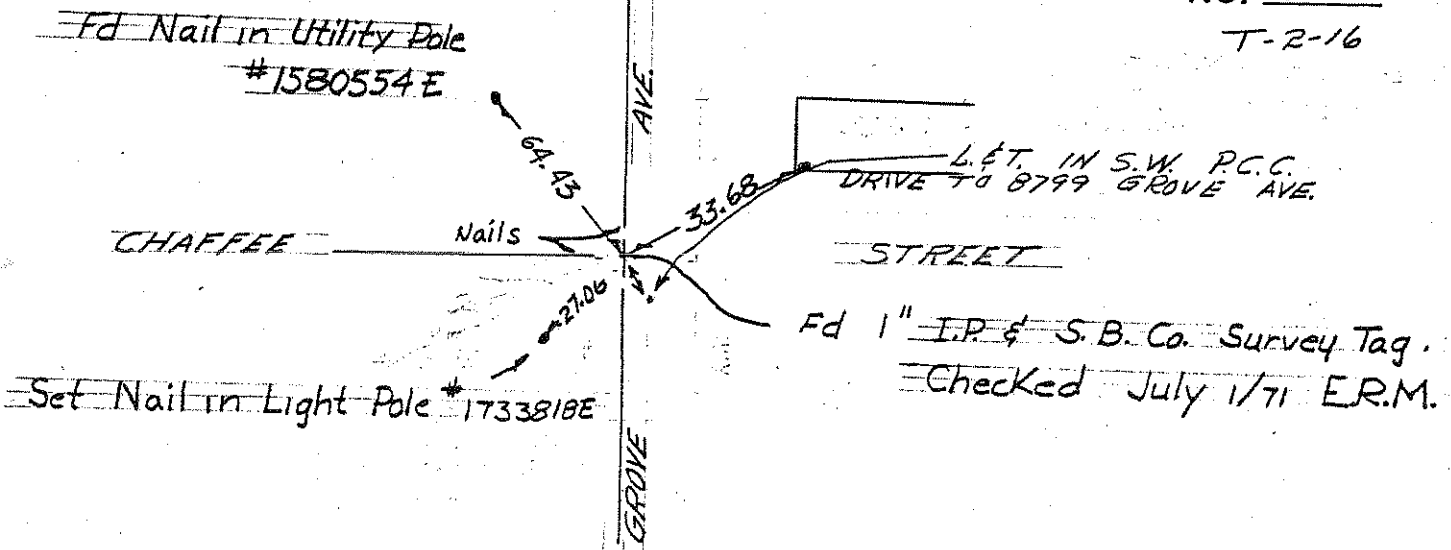 No.
T-2-16
Fd Nail in Utility Pole
#1580554 E
AVE.
64.43
33.68
L.&T. IN S.W. P.C.C.
DRIVE TO 8799 GROVE AVE.
CHAFFEE
Nails
STREET
27.06
Fd 1" I.P. & S.B. Co. Survey Tag.
Checked July 1/71 E.R.M.
Set Nail in Light Pole #1733818E
GROVE